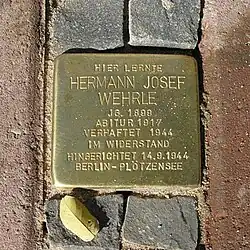 HIER LERNTE
HERMANN JOSEF
WEHRLE
JG. 1899
ABITUR 1917
VERHAFTET 1944
IM WIDERSTAND
HINGERICHTET 14.9.1944
BERLIN-PLÖTZENSEE